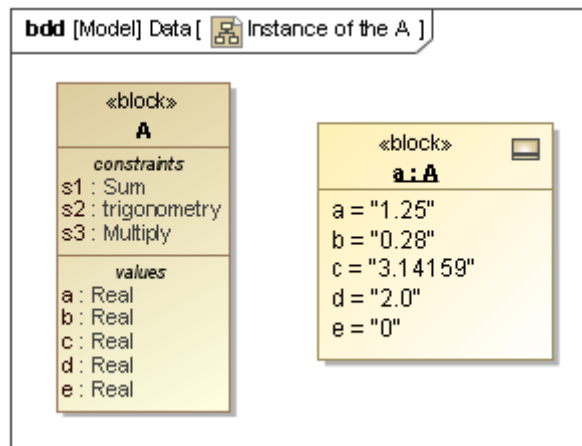 bdd [Model] Data [ Instance of the A ]
«block»
A
constraints
s1 : Sum
s2 : trigonometry
s3 : Multiply
values
a : Real
b : Real
c : Real
d : Real
e : Real
«block»
a : A
a = "1.25"
b = "0.28"
c = "3.14159"
d = "2.0"
e = "0"